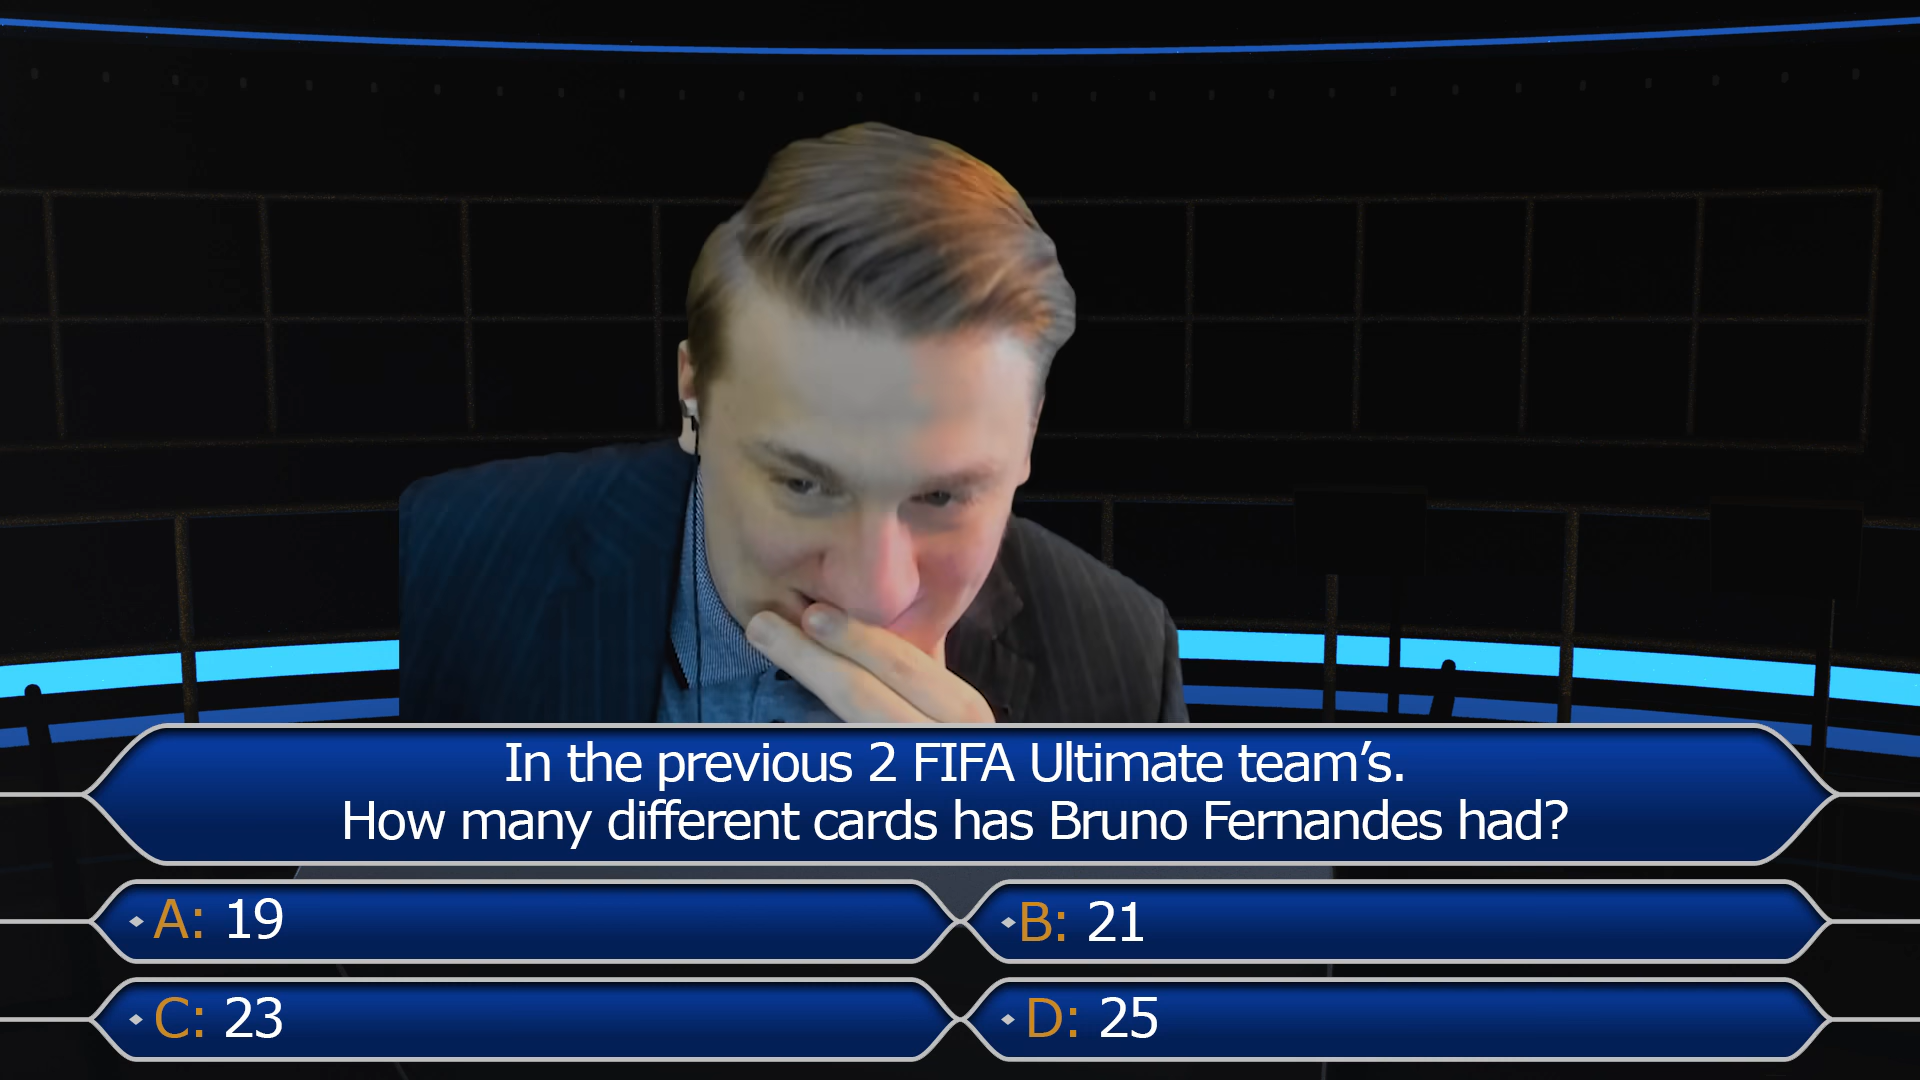 In the previous 2 FIFA Ultimate team’s.
How many different cards has Bruno Fernandes had?
A: 19
B: 21
C: 23
D: 25